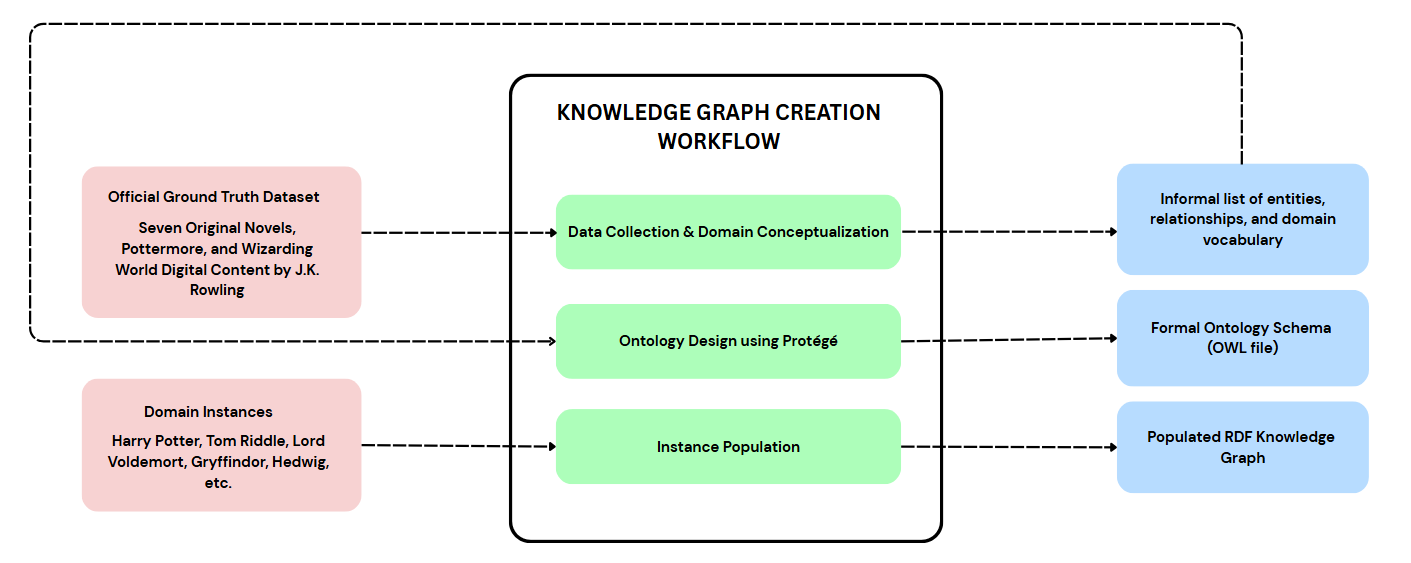 KNOWLEDGE GRAPH CREATION
WORKFLOW
Official Ground Truth Dataset
Seven Original Novels,
Pottermore, and Wizarding
World Digital Content by J.K.
Rowling
Data Collection & Domain Conceptualization
Informal list of entities,
relationships, and domain
vocabulary
Ontology Design using Protégé
Formal Ontology Schema
(OWL file)
Domain Instances
Harry Potter, Tom Riddle, Lord
Voldemort, Gryffindor, Hedwig,
etc.
Instance Population
Populated RDF Knowledge
Graph